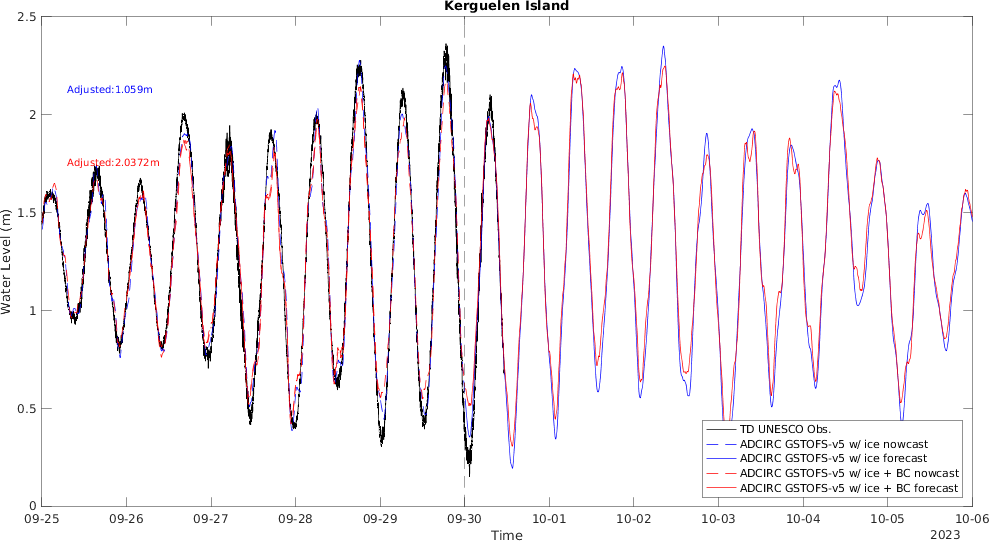 Kerguelen Island
2.5
2
1.5
1
0.5
0
Water Level (m)
Adjusted:1.059m
Adjusted:2.0372m
TD UNESCO Obs.
ADCIRC GSTOFS-v5 w/ ice nowcast
ADCIRC GSTOFS-v5 w/ ice forecast
ADCIRC GSTOFS-v5 w/ ice + BC nowcast
ADCIRC GSTOFS-v5 w/ ice + BC forecast
09-25 09-26 09-27 09-28 09-29 09-30 10-01 10-02 10-03 10-04 10-05 10-06
Time
2023